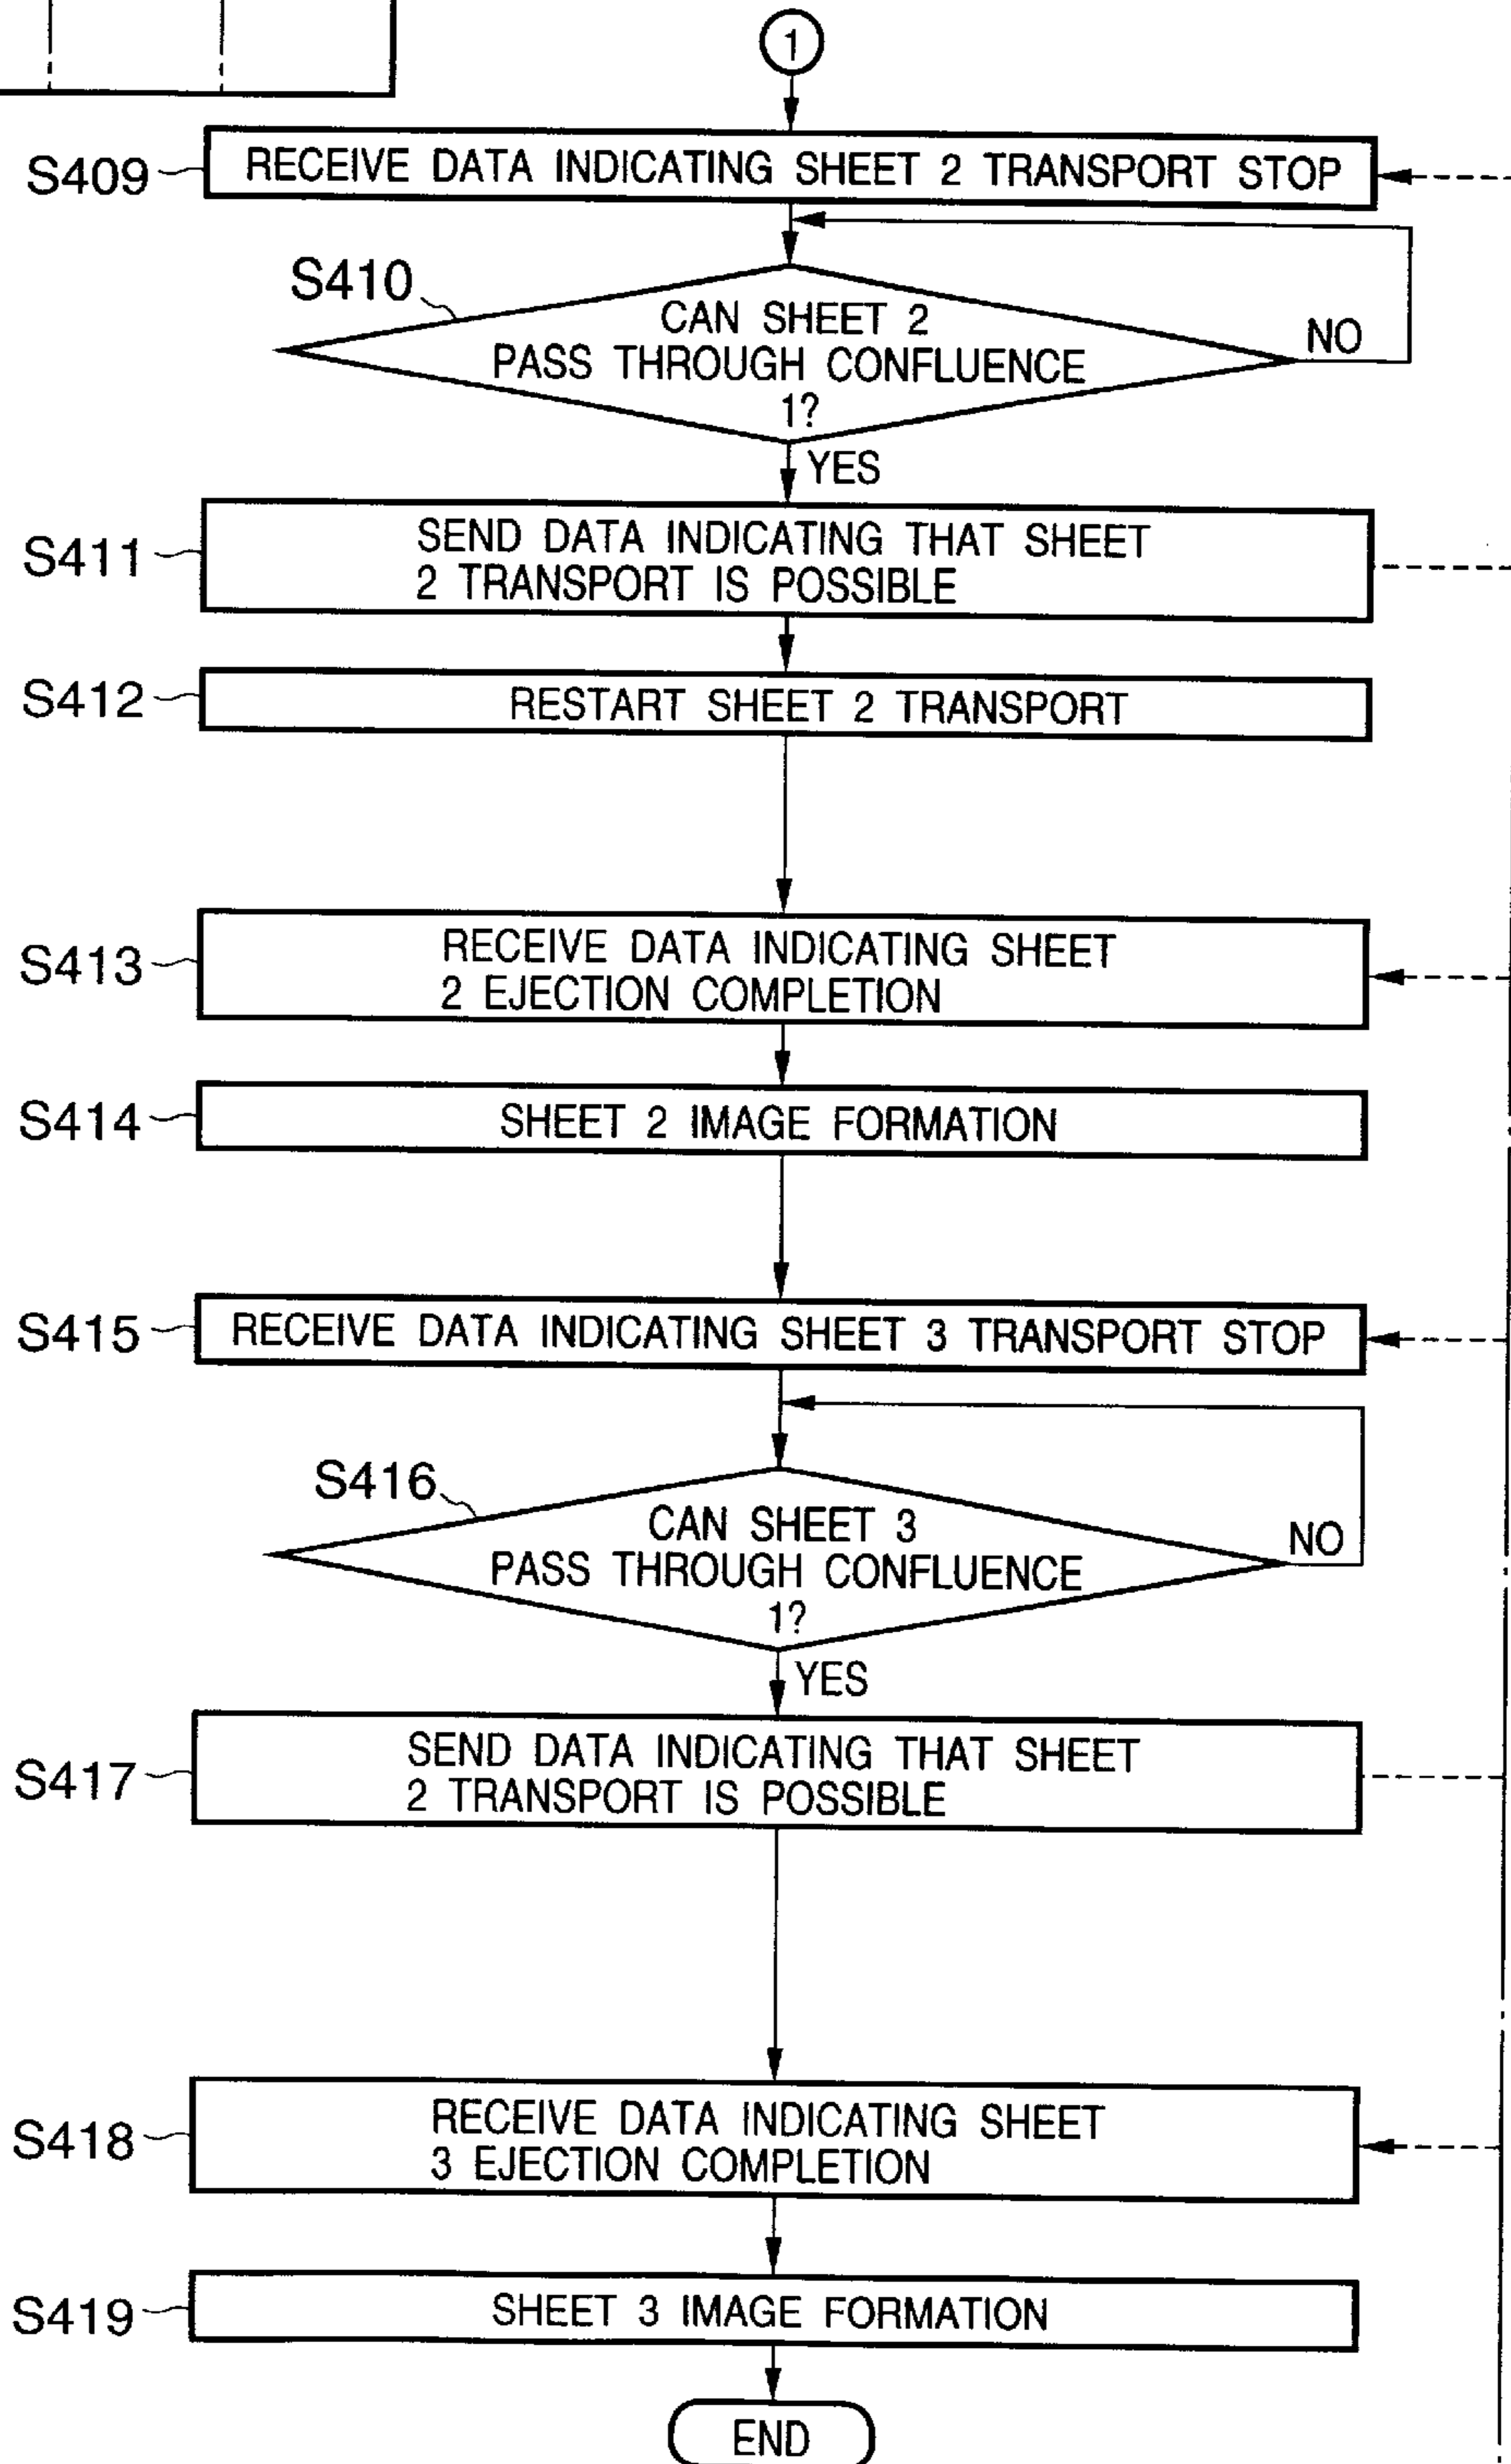 1
S409
RECEIVE DATA INDICATING SHEET 2 TRANSPORT STOP
S410
CAN SHEET 2
PASS THROUGH CONFLUENCE
1?
NO
YES
S411
SEND DATA INDICATING THAT SHEET
2 TRANSPORT IS POSSIBLE
S412
RESTART SHEET 2 TRANSPORT
S413
RECEIVE DATA INDICATING SHEET
2 EJECTION COMPLETION
S414
SHEET 2 IMAGE FORMATION
S415
RECEIVE DATA INDICATING SHEET 3 TRANSPORT STOP
S416
CAN SHEET 3
PASS THROUGH CONFLUENCE
1?
NO
YES
S417
SEND DATA INDICATING THAT SHEET
2 TRANSPORT IS POSSIBLE
S418
RECEIVE DATA INDICATING SHEET
3 EJECTION COMPLETION
S419
SHEET 3 IMAGE FORMATION
END